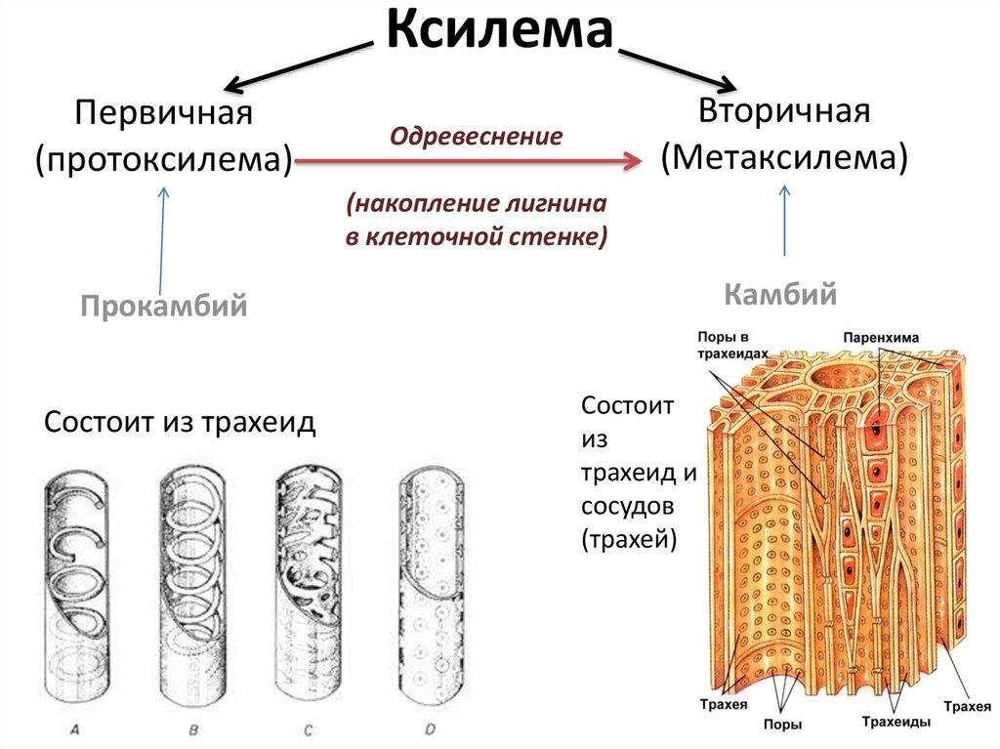 Ксилема
Первичная
(протоксилема)
Одревеснение
(накопление лигнина
в клеточной стенке)
Вторичная
(Метаксилема)
Прокамбий
Камбий
Состоит из трахеид
A
B
C
D
Состоит
из
трахеид и
сосудов
(трахей)
Поры в
трахеидах
Паренхима
Трахея
Поры
Трахеиды
Трахея